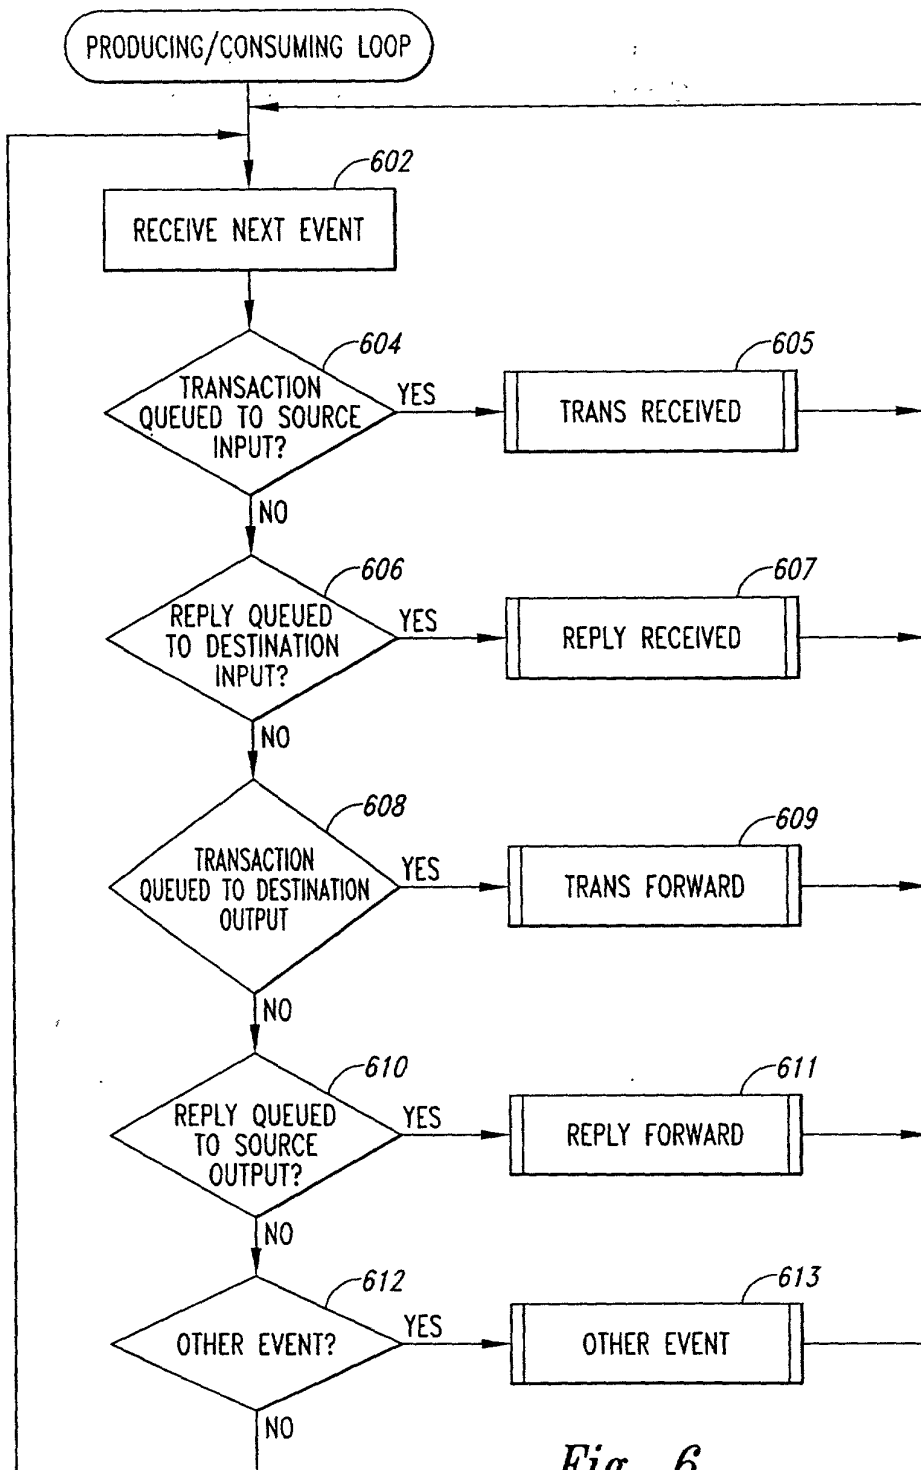 PRODUCING/CONSUMING LOOP
602
RECEIVE NEXT EVENT
604
TRANSACTION
QUEUED TO SOURCE
INPUT?
YES
605
TRANS RECEIVED
NO
606
REPLY QUEUED
TO DESTINATION
INPUT?
YES
607
REPLY RECEIVED
NO
608
TRANSACTION
QUEUED TO DESTINATION
OUTPUT
YES
609
TRANS FORWARD
NO
610
REPLY QUEUED
TO SOURCE
OUTPUT?
YES
611
REPLY FORWARD
NO
612
OTHER EVENT?
YES
613
OTHER EVENT
NO
Fig. 6